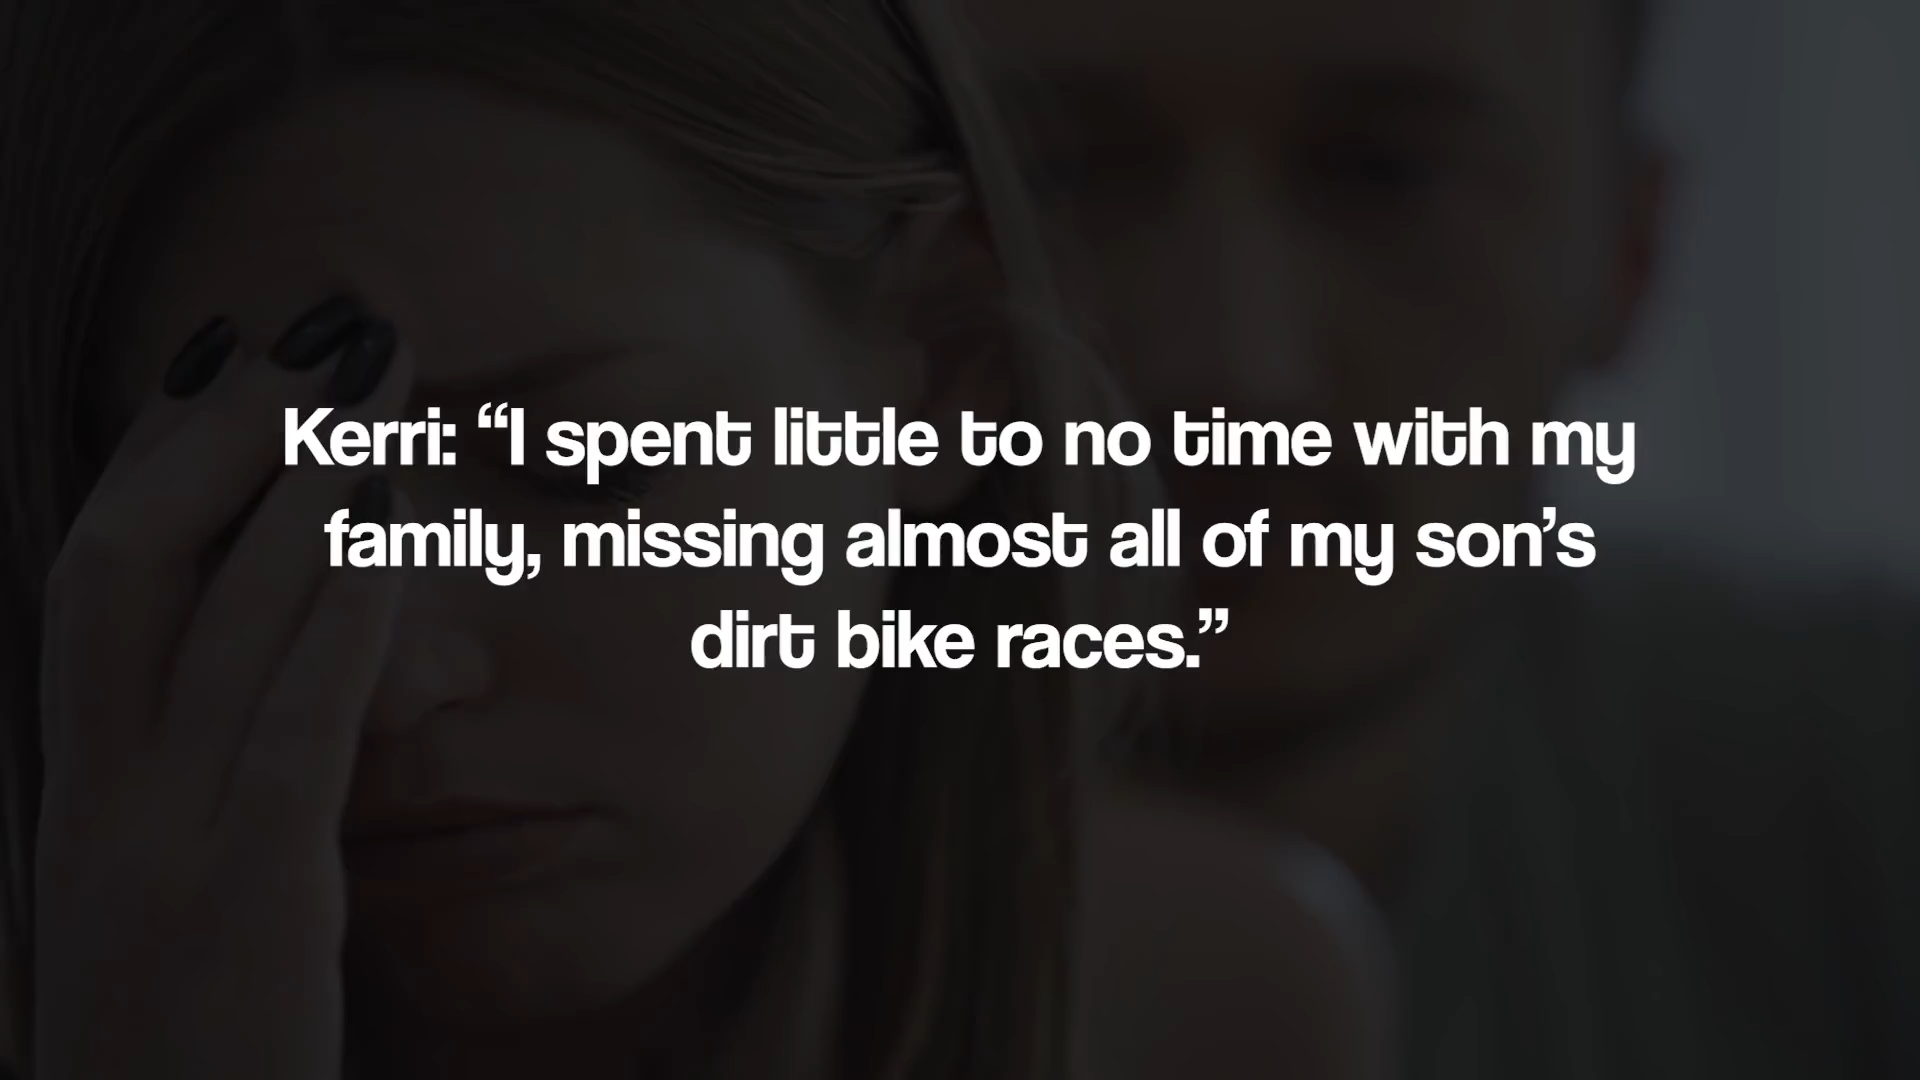 Kerri: “I spent little to no time with my
family, missing almost all of my son’s
dirt bike races.”